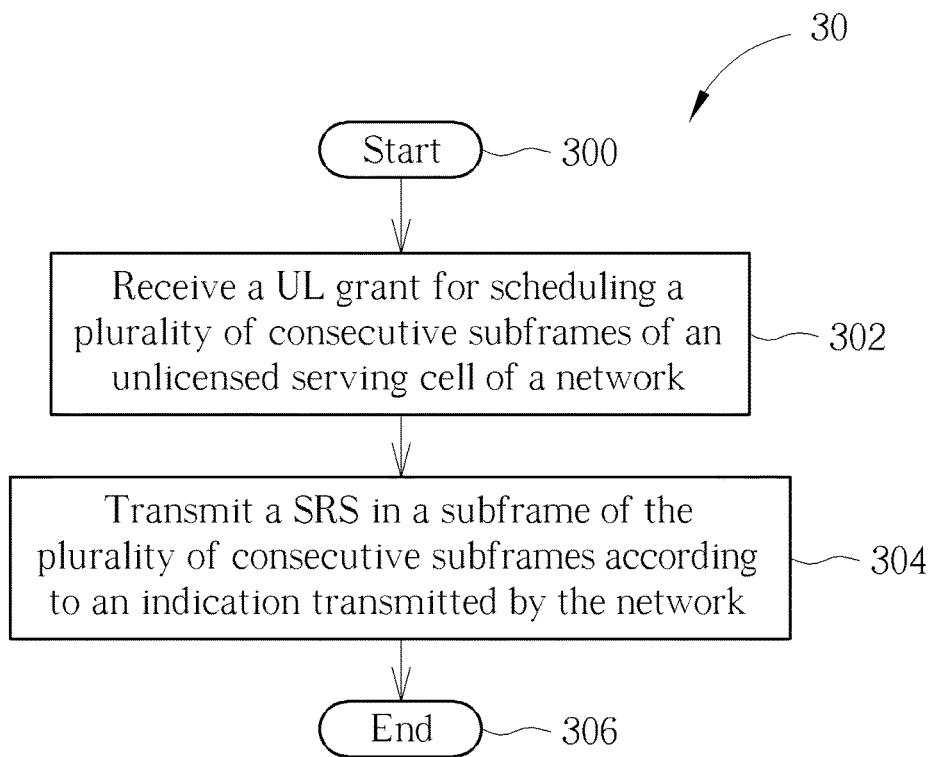 30
Start
300
Receive a UL grant for scheduling a
plurality of consecutive subframes of an
unlicensed serving cell of a network
302
Transmit a SRS in a subframe of the
plurality of consecutive subframes according
to an indication transmitted by the network
304
End
306